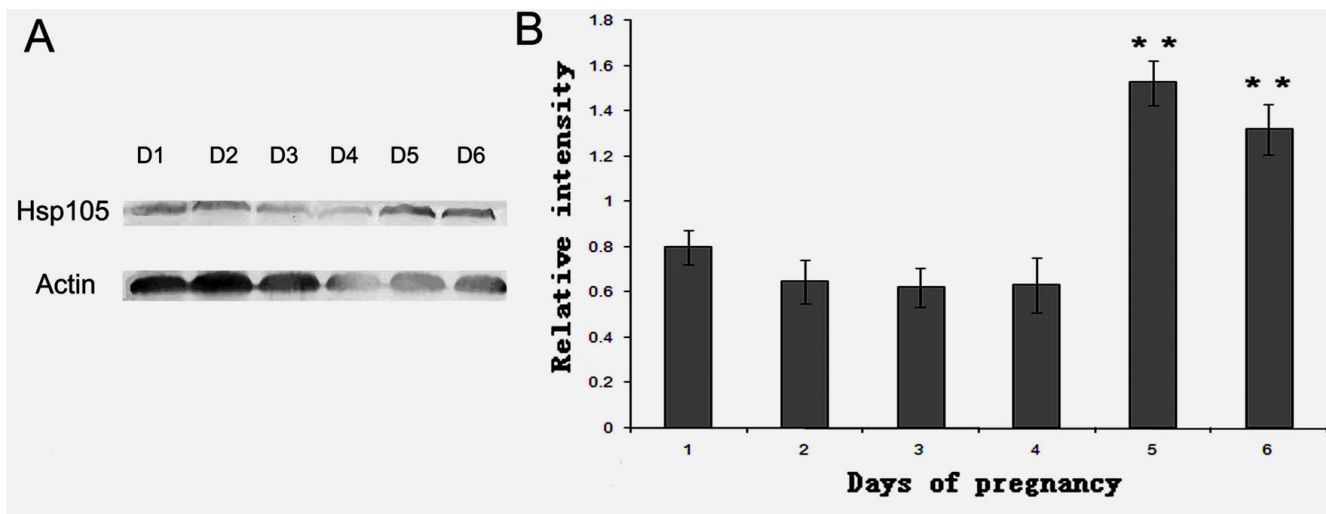 A
D1 D2 D3 D4 D5 D6
Hsp105
Actin
B
Relative intensity
1.8
1.6
1.4
1.2
1
0.8
0.6
0.4
0.2
0
* *
* *
1 2 3 4 5 6
Days of pregnancy